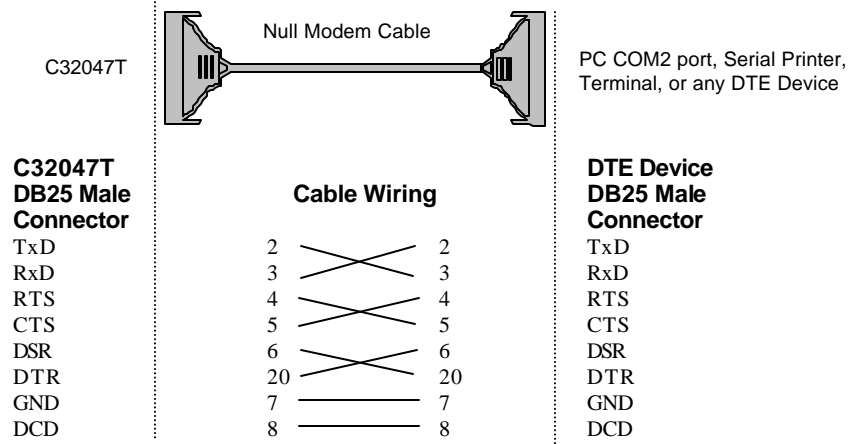 Null Modem Cable
C32047T
PC COM2 port, Serial Printer,
Terminal, or any DTE Device
C32047T
DB25 Male
Connector
Cable Wiring
DTE Device
DB25 Male
Connector
TxD 2 2 TxD
RxD 3 3 RxD
RTS 4 4 RTS
CTS 5 5 CTS
DSR 6 6 DSR
DTR 20 20 DTR
GND 7 7 GND
DCD 8 8 DCD